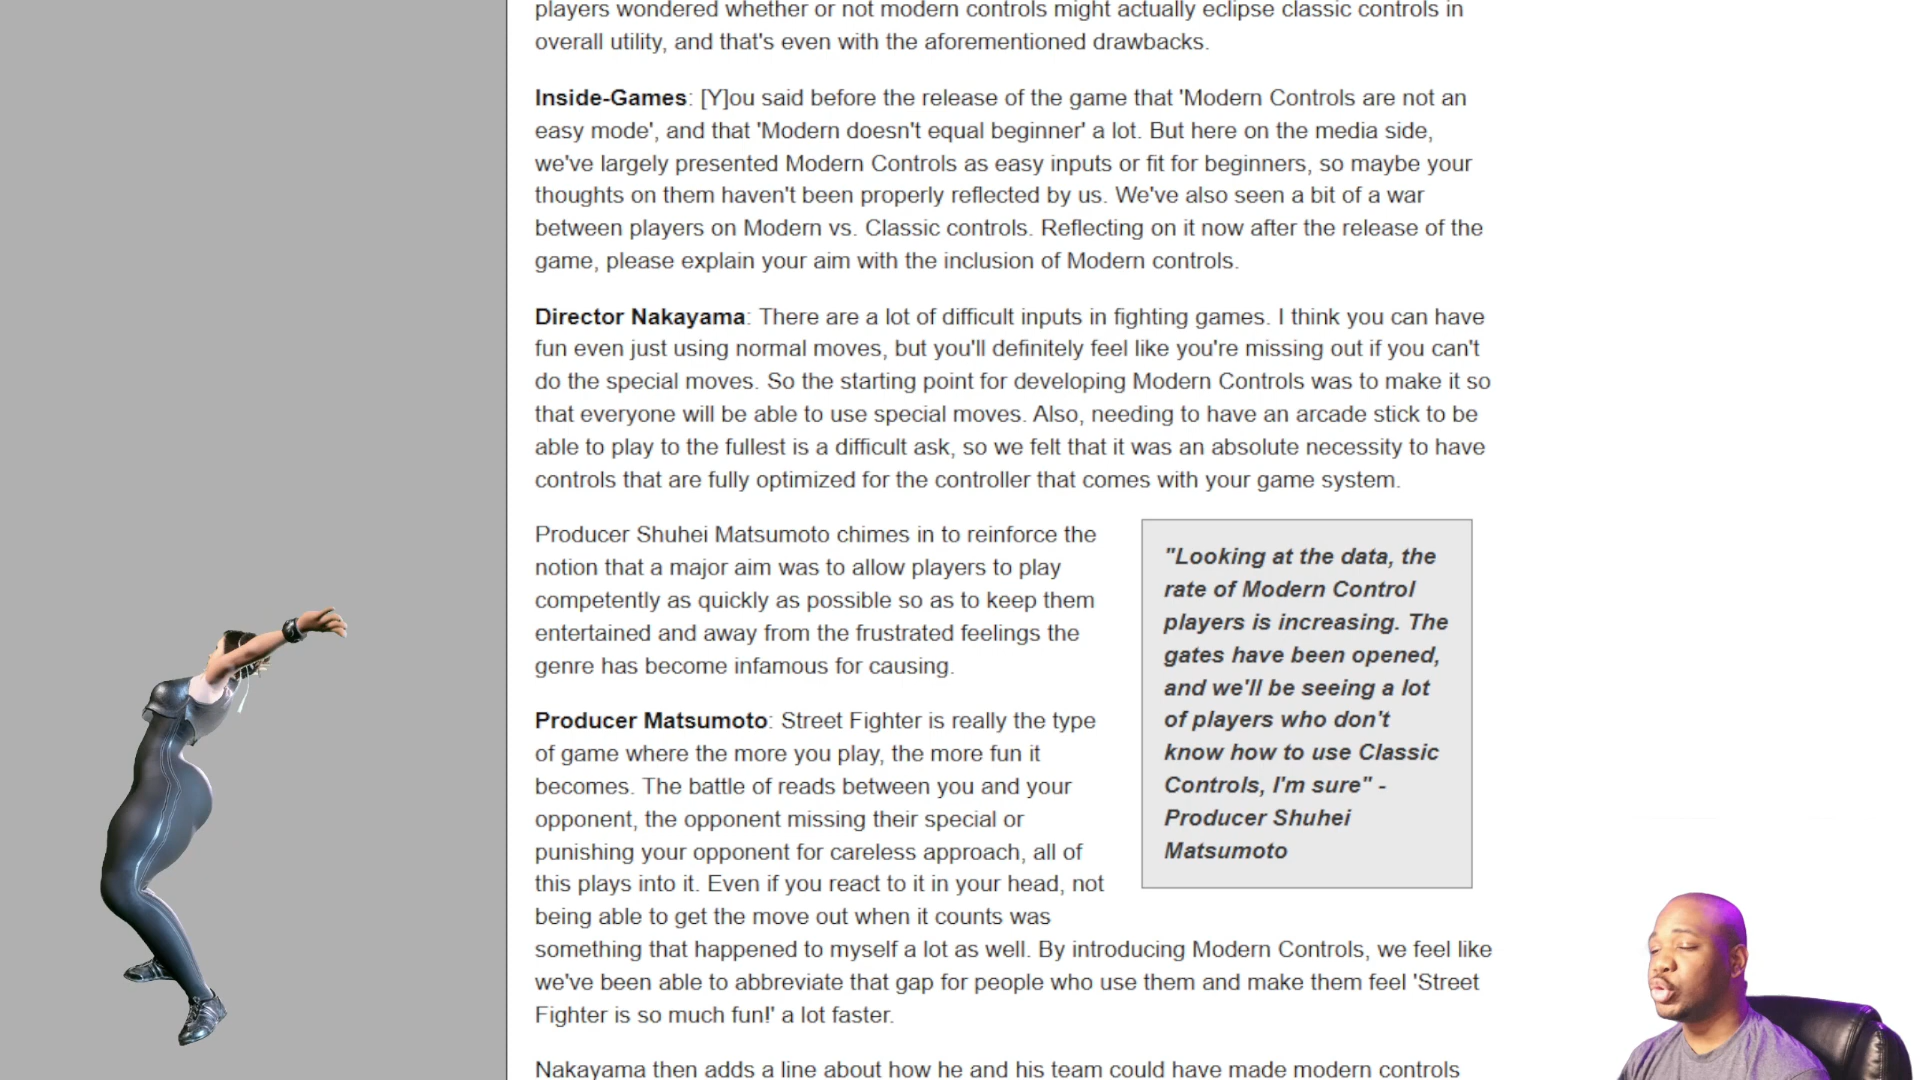 players wondered whether or not modern controls might actually eclipse classic controls in
overall utility, and that's even with the aforementioned drawbacks.
Inside-Games: [Y]ou said before the release of the game that 'Modern Controls are not an
easy mode', and that 'Modern doesn't equal beginner' a lot. But here on the media side,
we've largely presented Modern Controls as easy inputs or fit for beginners, so maybe your
thoughts on them haven't been properly reflected by us. We've also seen a bit of a war
between players on Modern vs. Classic controls. Reflecting on it now after the release of the
game, please explain your aim with the inclusion of Modern controls.
Director Nakayama: There are a lot of difficult inputs in fighting games. I think you can have
fun even just using normal moves, but you'll definitely feel like you're missing out if you can't
do the special moves. So the starting point for developing Modern Controls was to make it so
that everyone will be able to use special moves. Also, needing to have an arcade stick to be
able to play to the fullest is a difficult ask, so we felt that it was an absolute necessity to have
controls that are fully optimized for the controller that comes with your game system.
Producer Shuhei Matsumoto chimes in to reinforce the
notion that a major aim was to allow players to play
competently as quickly as possible so as to keep them
entertained and away from the frustrated feelings the
genre has become infamous for causing.
"Looking at the data, the
rate of Modern Control
players is increasing. The
gates have been opened,
and we'll be seeing a lot
of players who don't
know how to use Classic
Controls, I'm sure" -
Producer Shuhei
Matsumoto
Producer Matsumoto: Street Fighter is really the type
of game where the more you play, the more fun it
becomes. The battle of reads between you and your
opponent, the opponent missing their special or
punishing your opponent for careless approach, all of
this plays into it. Even if you react to it in your head, not
being able to get the move out when it counts was
something that happened to myself a lot as well. By introducing Modern Controls, we feel like
we've been able to abbreviate that gap for people who use them and make them feel 'Street
Fighter is so much fun!' a lot faster.
Nakayama then adds a line about how he and his team could have made modern controls